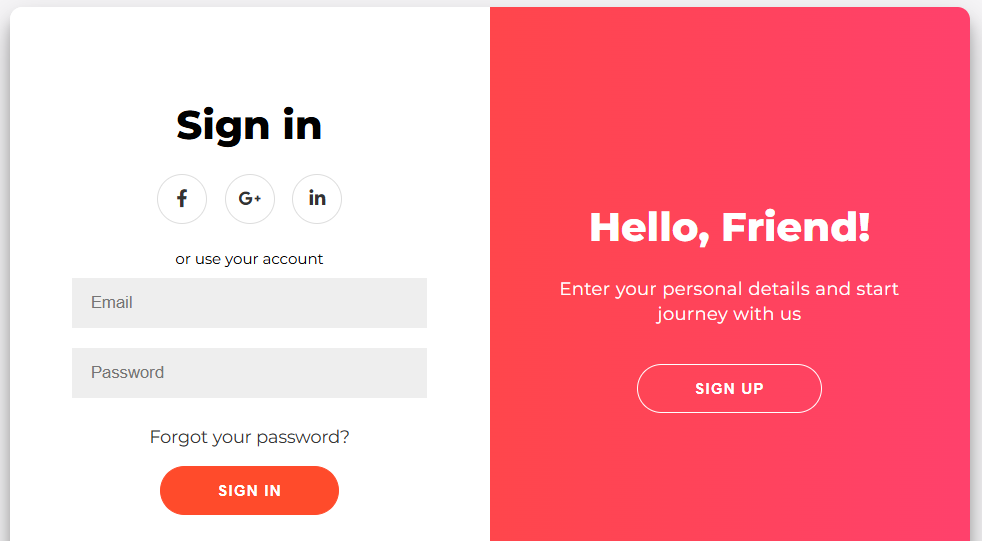 Sign in
f G+ in
or use your account
Email
Password
Forgot your password?
SIGN IN
Hello, Friend!
Enter your personal details and start
journey with us
SIGN UP